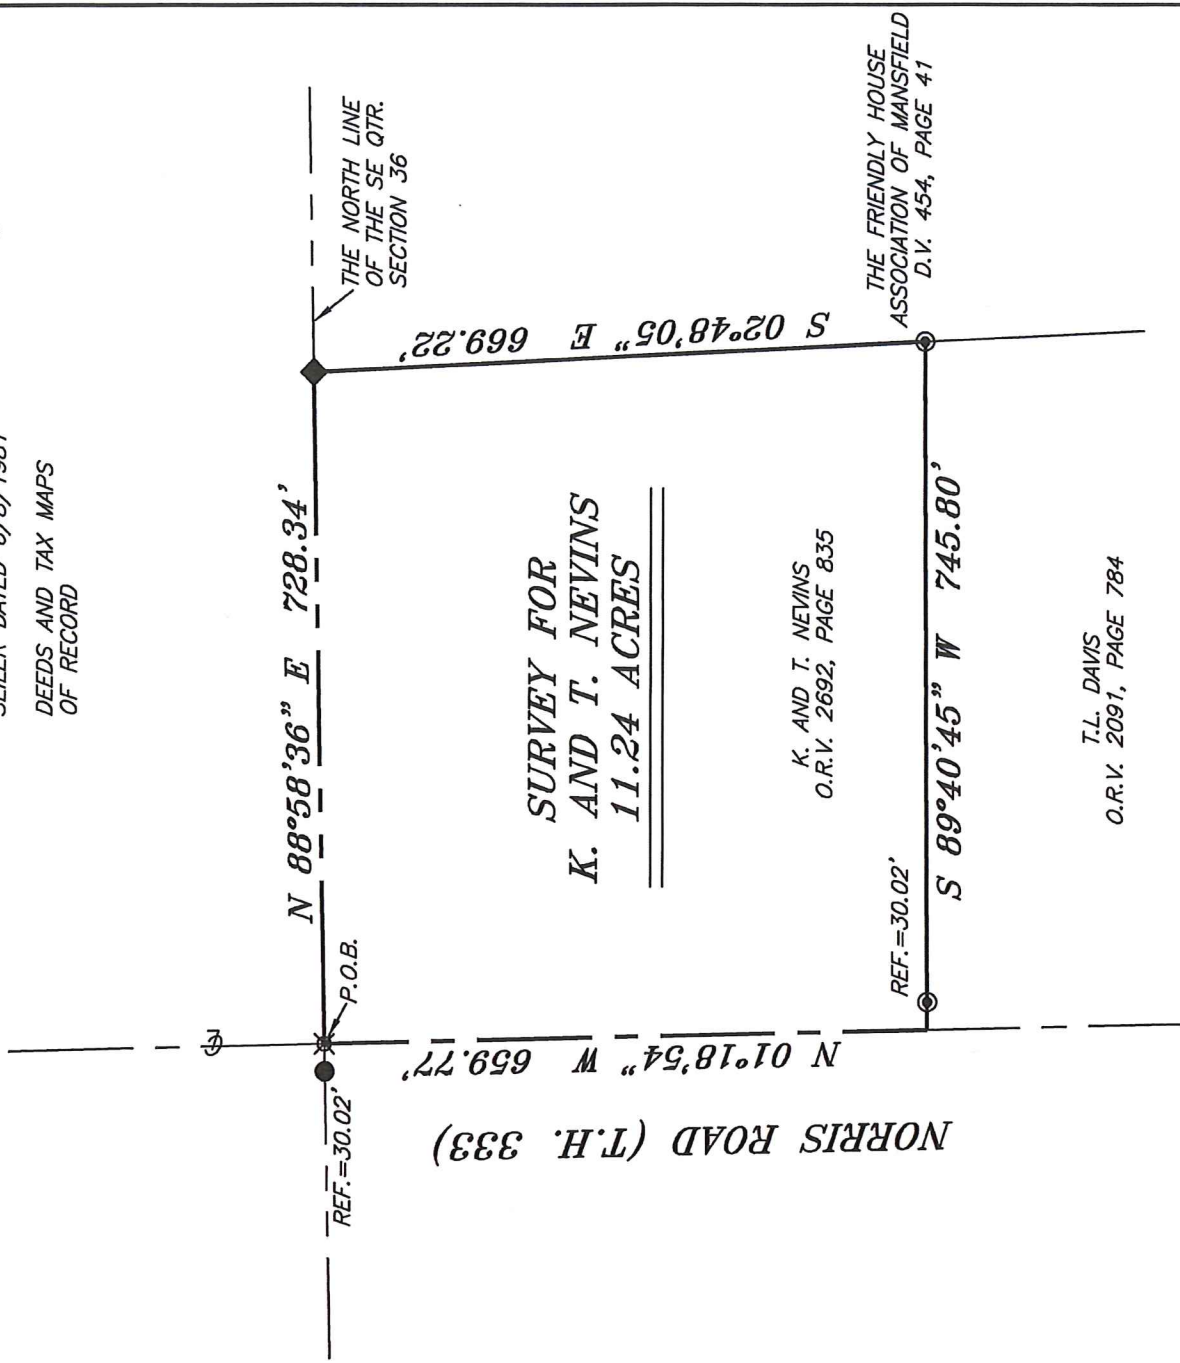 DEEDS AND TAX MAPS
OF RECORD
THE NORTH LINE
OF THE SE QTR.
SECTION 36
N 88°58'36" E 728.34'
P.O.B.
REF.=30.02'
S 02°48'05" E 669.22'
SURVEY FOR
K. AND T. NEVINS
11.24 ACRES
N 01°18'54" W 659.77'
NORRIS ROAD (T.H. 333)
K. AND T. NEVINS
O.R.V. 2692, PAGE 835
THE FRIENDLY HOUSE
ASSOCIATION OF MANSFIELD
D.V. 454, PAGE 41
REF.=30.02'
S 89°40'45" W 745.80'
T.L. DAVIS
O.R.V. 2091, PAGE 784